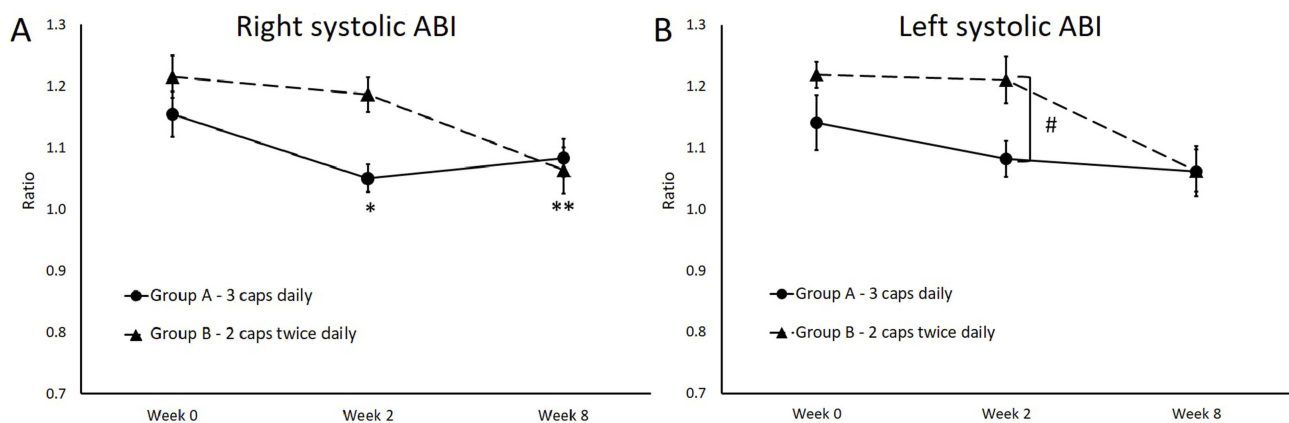 A
Right systolic ABI
1.3
1.2
1.1
1.0
0.9
0.8
0.7
Ratio
*
**
Group A - 3 caps daily
Group B - 2 caps twice daily
Week 0
Week 2
Week 8
B
Left systolic ABI
1.3
1.2
1.1
1.0
0.9
0.8
0.7
Ratio
#
Group A - 3 caps daily
Group B - 2 caps twice daily
Week 0
Week 2
Week 8